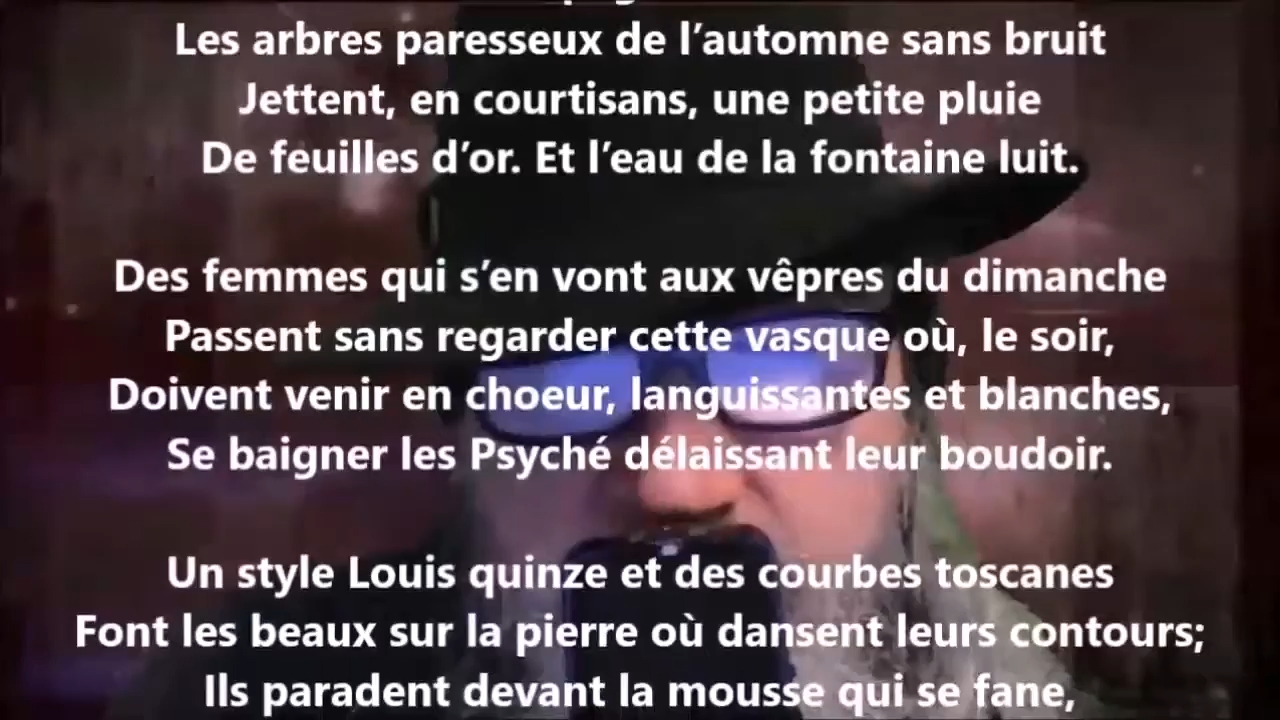 Les arbres paresseux de l’automne sans bruit
Jettent, en courtisans, une petite pluie
De feuilles d’or. Et l’eau de la fontaine luit.
Des femmes qui s’en vont aux vêpres du dimanche
Passent sans regarder cette vasque où, le soir,
Doivent venir en choeur, languissantes et blanches,
Se baigner les Psyché délaissant leur boudoir.
Un style Louis quinze et des courbes toscanes
Font les beaux sur la pierre où dansent leurs contours;
Ils paradent devant la mousse qui se fane,